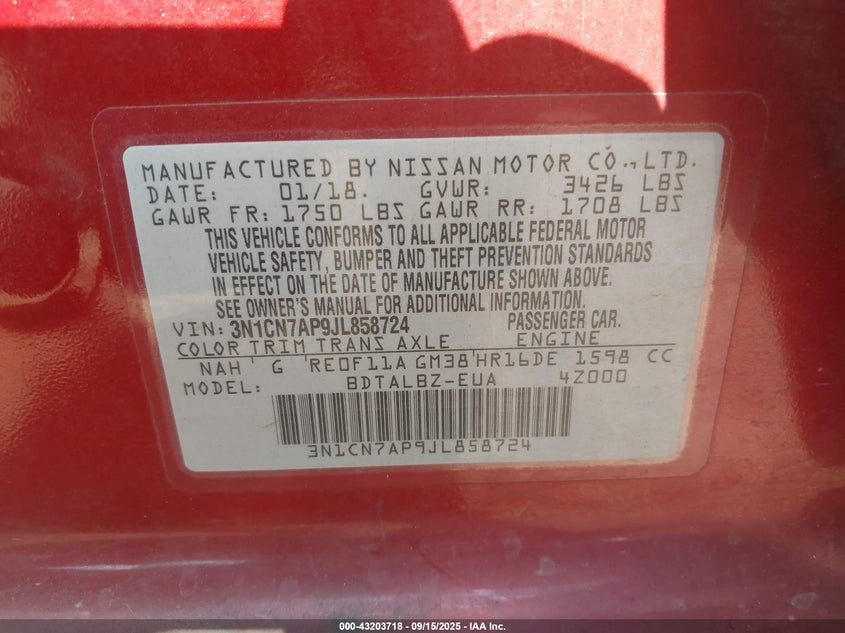 MANUFACTURED BY NISSAN MOTOR CO., LTD.
DATE: 01/18. GVWR: 3426 LBS
GAWR FR: 1750 LBS GAWR RR: 1708 LBS
THIS VEHICLE CONFORMS TO ALL APPLICABLE FEDERAL MOTOR
VEHICLE SAFETY, BUMPER AND THEFT PREVENTION STANDARDS
IN EFFECT ON THE DATE OF MANUFACTURE SHOWN ABOVE.
SEE OWNER'S MANUAL FOR ADDITIONAL INFORMATION.
VIN: 3N1CN7AP9JL858724 PASSENGER CAR.
COLOR TRIM TRANS AXLE ENGINE
NAH G RE0F11A GM38 HR16DE 1598 CC
MODEL: BDTALBZ-EUA 4Z000
3N1CN7AP9JL858724
000-43203718 - 09/15/2025 - IAA Inc.